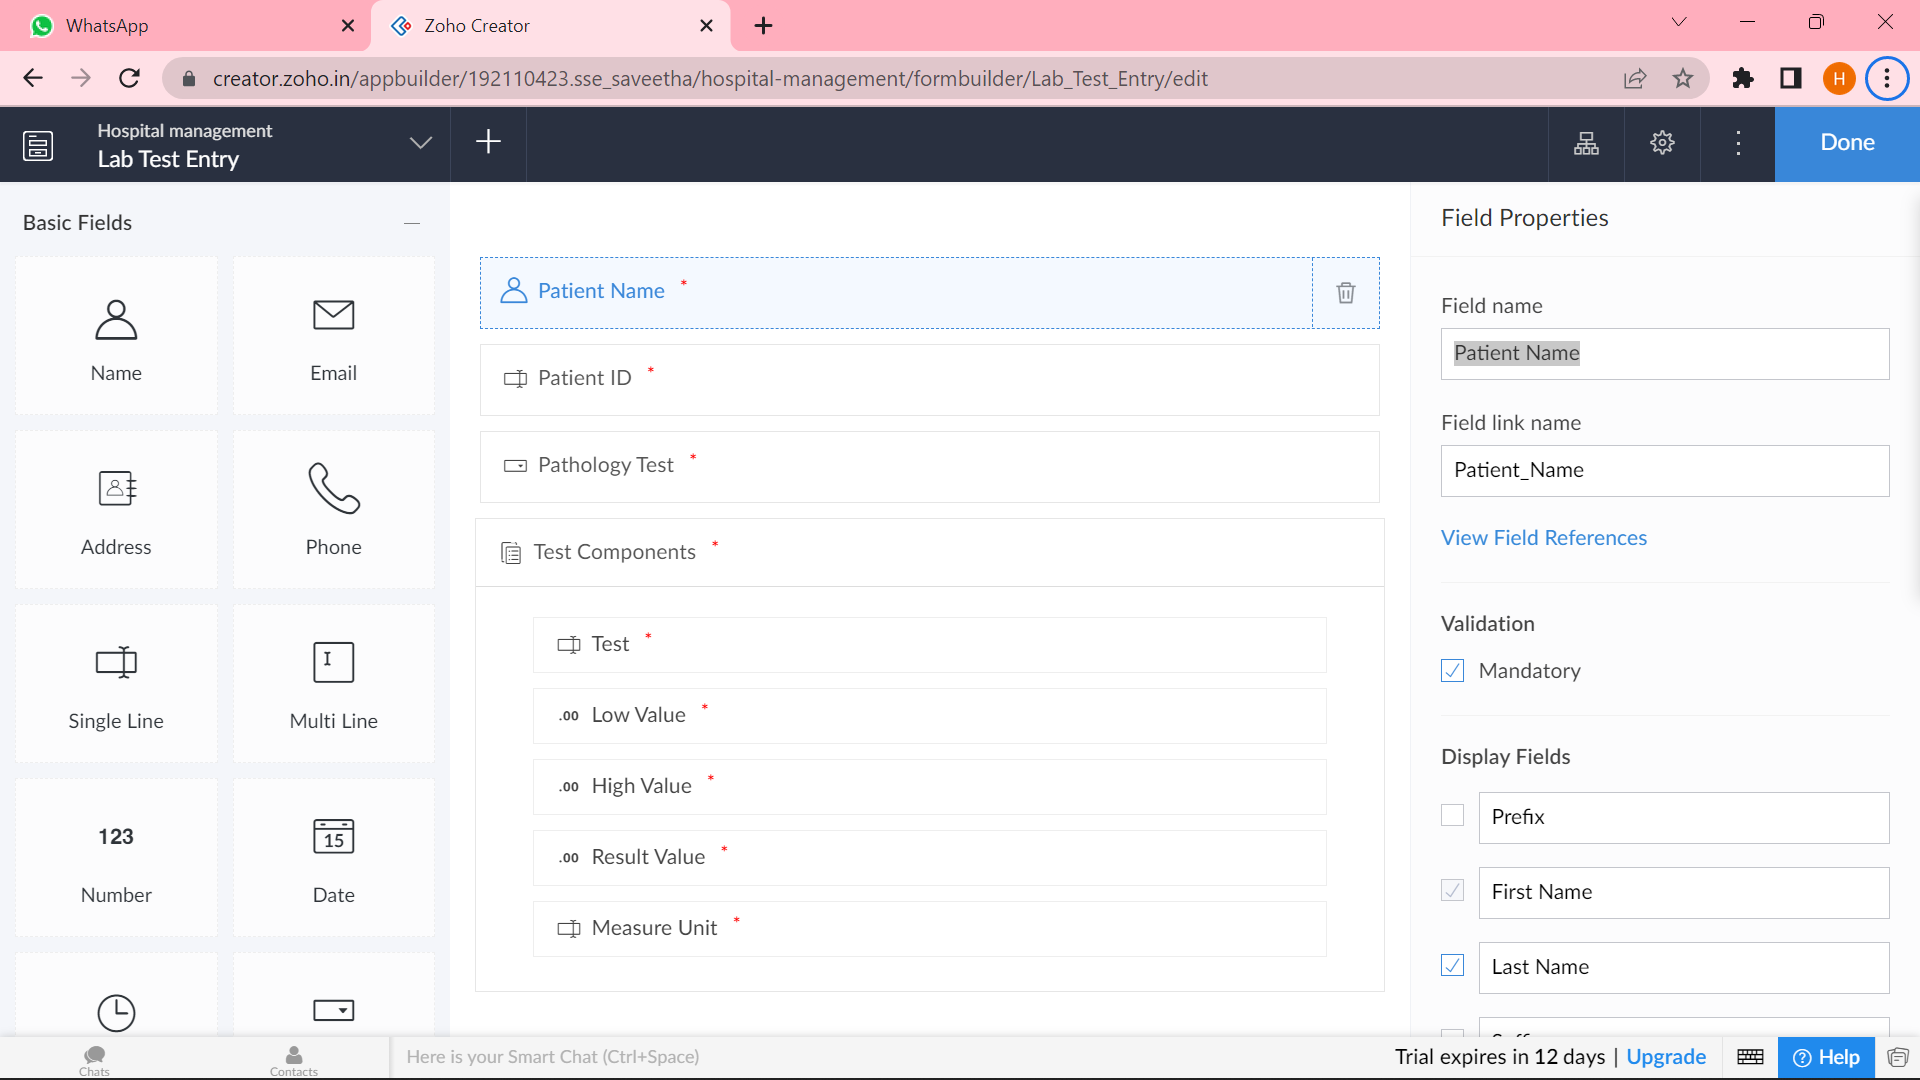 WhatsApp
Zoho Creator
creator.zoho.in/appbuilder/192110423.sse_saveetha/hospital-management/formbuilder/Lab_Test_Entry/edit
H
Hospital management
Lab Test Entry
Done
Basic Fields
Name
Email
Address
Phone
Single Line
Multi Line
123
Number
15
Date
Patient Name *
Patient ID *
Pathology Test *
Test Components *
Test *
.00 Low Value *
.00 High Value *
.00 Result Value *
Measure Unit *
Field Properties
Field name
Patient Name
Field link name
Patient_Name
View Field References
Validation
Mandatory
Display Fields
Prefix
First Name
Last Name
Chats
Contacts
Here is your Smart Chat (Ctrl+Space)
Trial expires in 12 days | Upgrade
Help